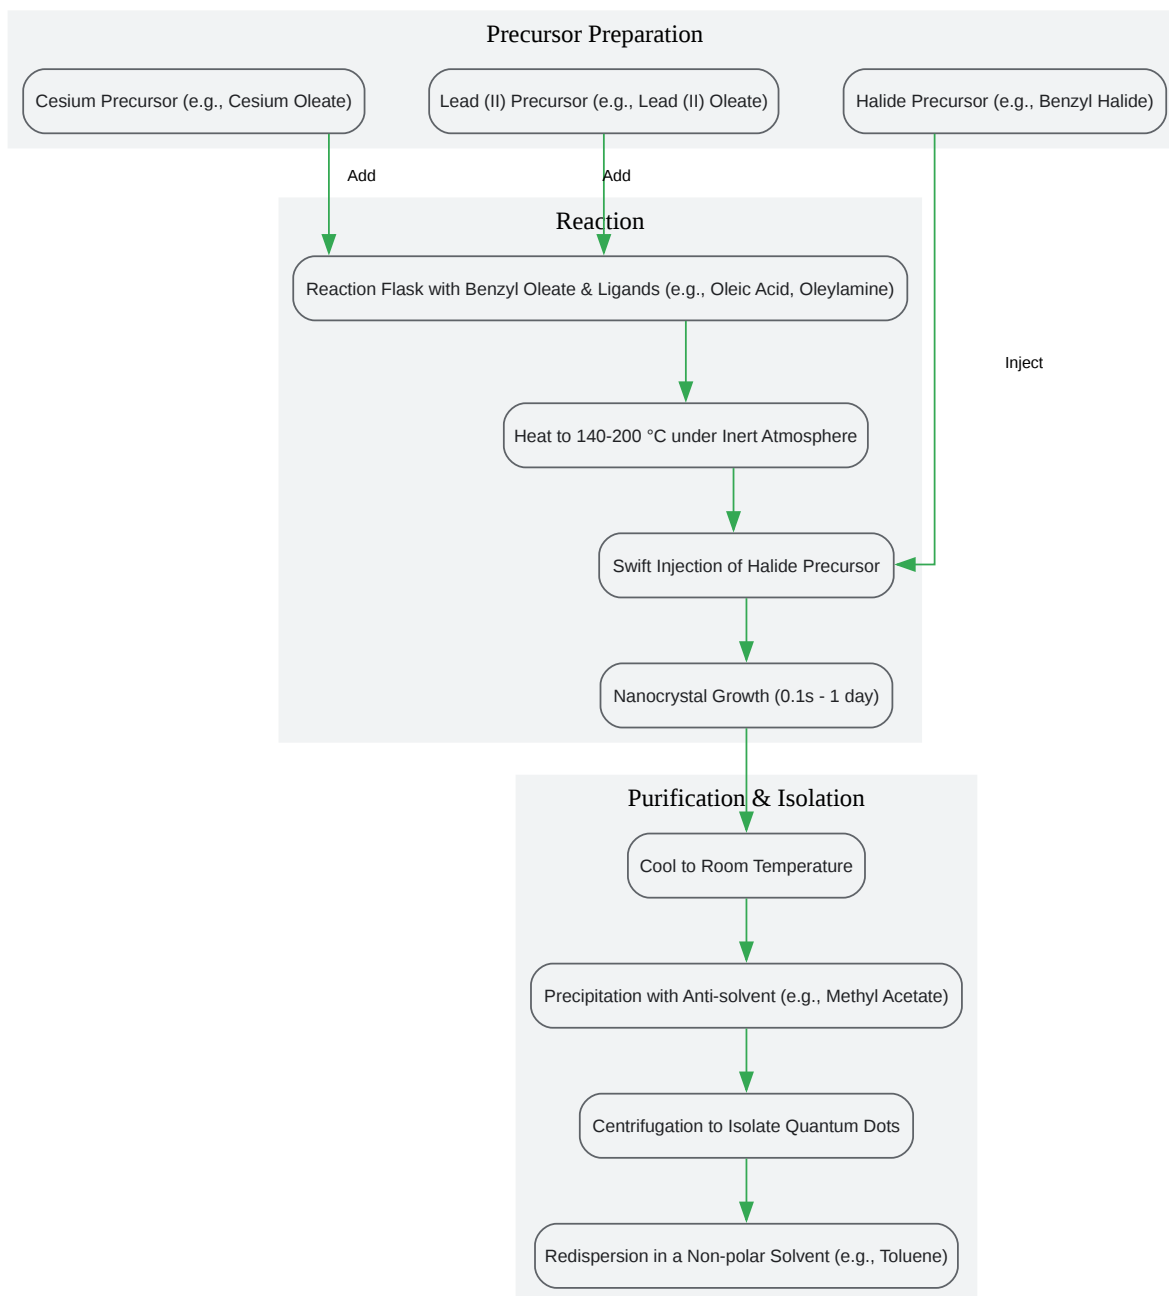 Precursor Preparation
Cesium Precursor (e.g., Cesium Oleate)
Lead (II) Precursor (e.g., Lead (II) Oleate)
Halide Precursor (e.g., Benzyl Halide)
Add
Add
Reaction
Reaction Flask with Benzyl Oleate & Ligands (e.g., Oleic Acid, Oleylamine)
Inject
Heat to 140-200 °C under Inert Atmosphere
Swift Injection of Halide Precursor
Nanocrystal Growth (0.1s - 1 day)
Purification & Isolation
Cool to Room Temperature
Precipitation with Anti-solvent (e.g., Methyl Acetate)
Centrifugation to Isolate Quantum Dots
Redispersion in a Non-polar Solvent (e.g., Toluene)